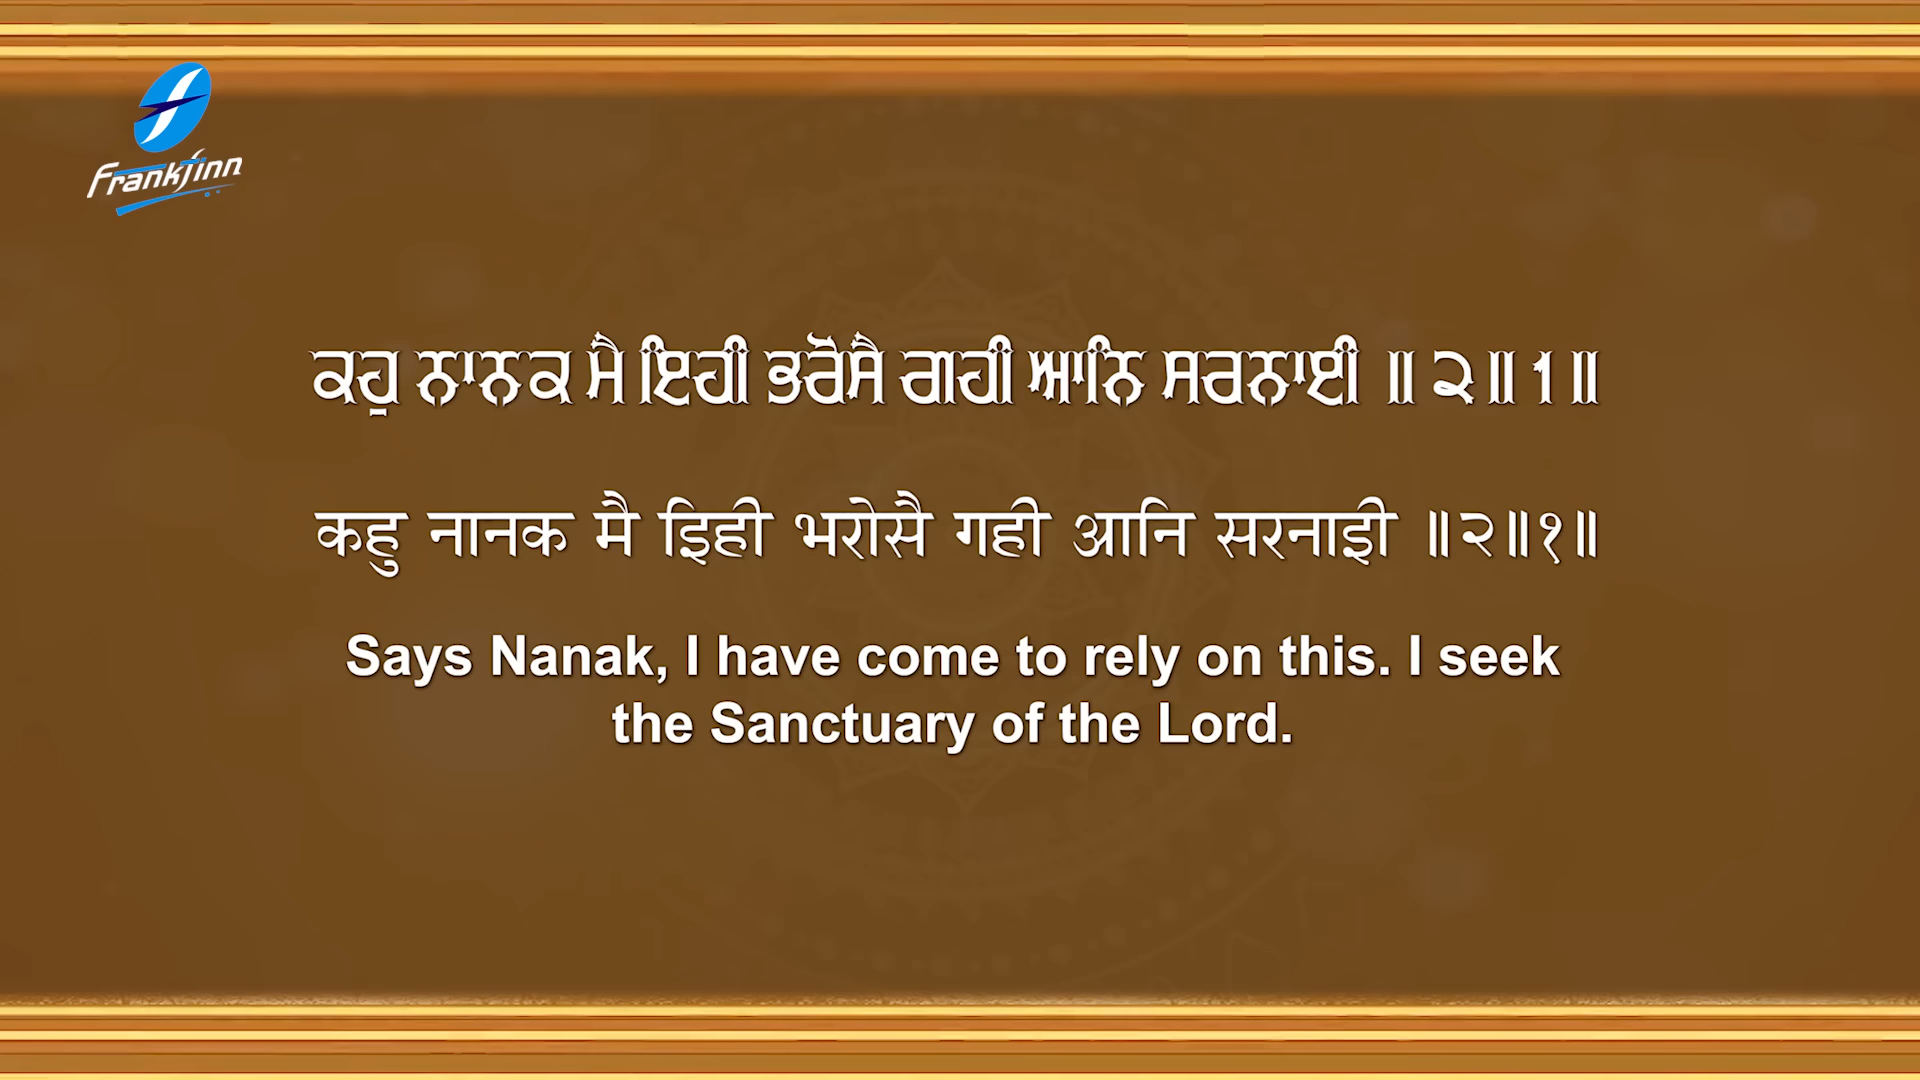 Frankfinn
ਕਹੁ ਨਾਨਕ ਮੈ ਇਹੀ ਭਰੋਸੈ ਗਹੀ ਆਨਿ ਸਰਨਾਈ ॥੨॥੧॥
कहु नानक मै इिही भरोसै गही आनि सरनाइी ॥२॥१॥
Says Nanak, I have come to rely on this. I seek
the Sanctuary of the Lord.